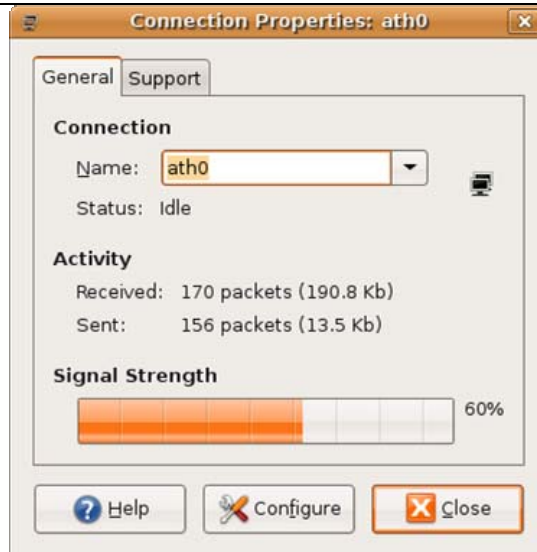 Connection Properties: ath0
General Support
Connection
Name: ath0
Status: Idle
Activity
Received: 170 packets (190.8 Kb)
Sent: 156 packets (13.5 Kb)
Signal Strength
60%
Help Configure Close